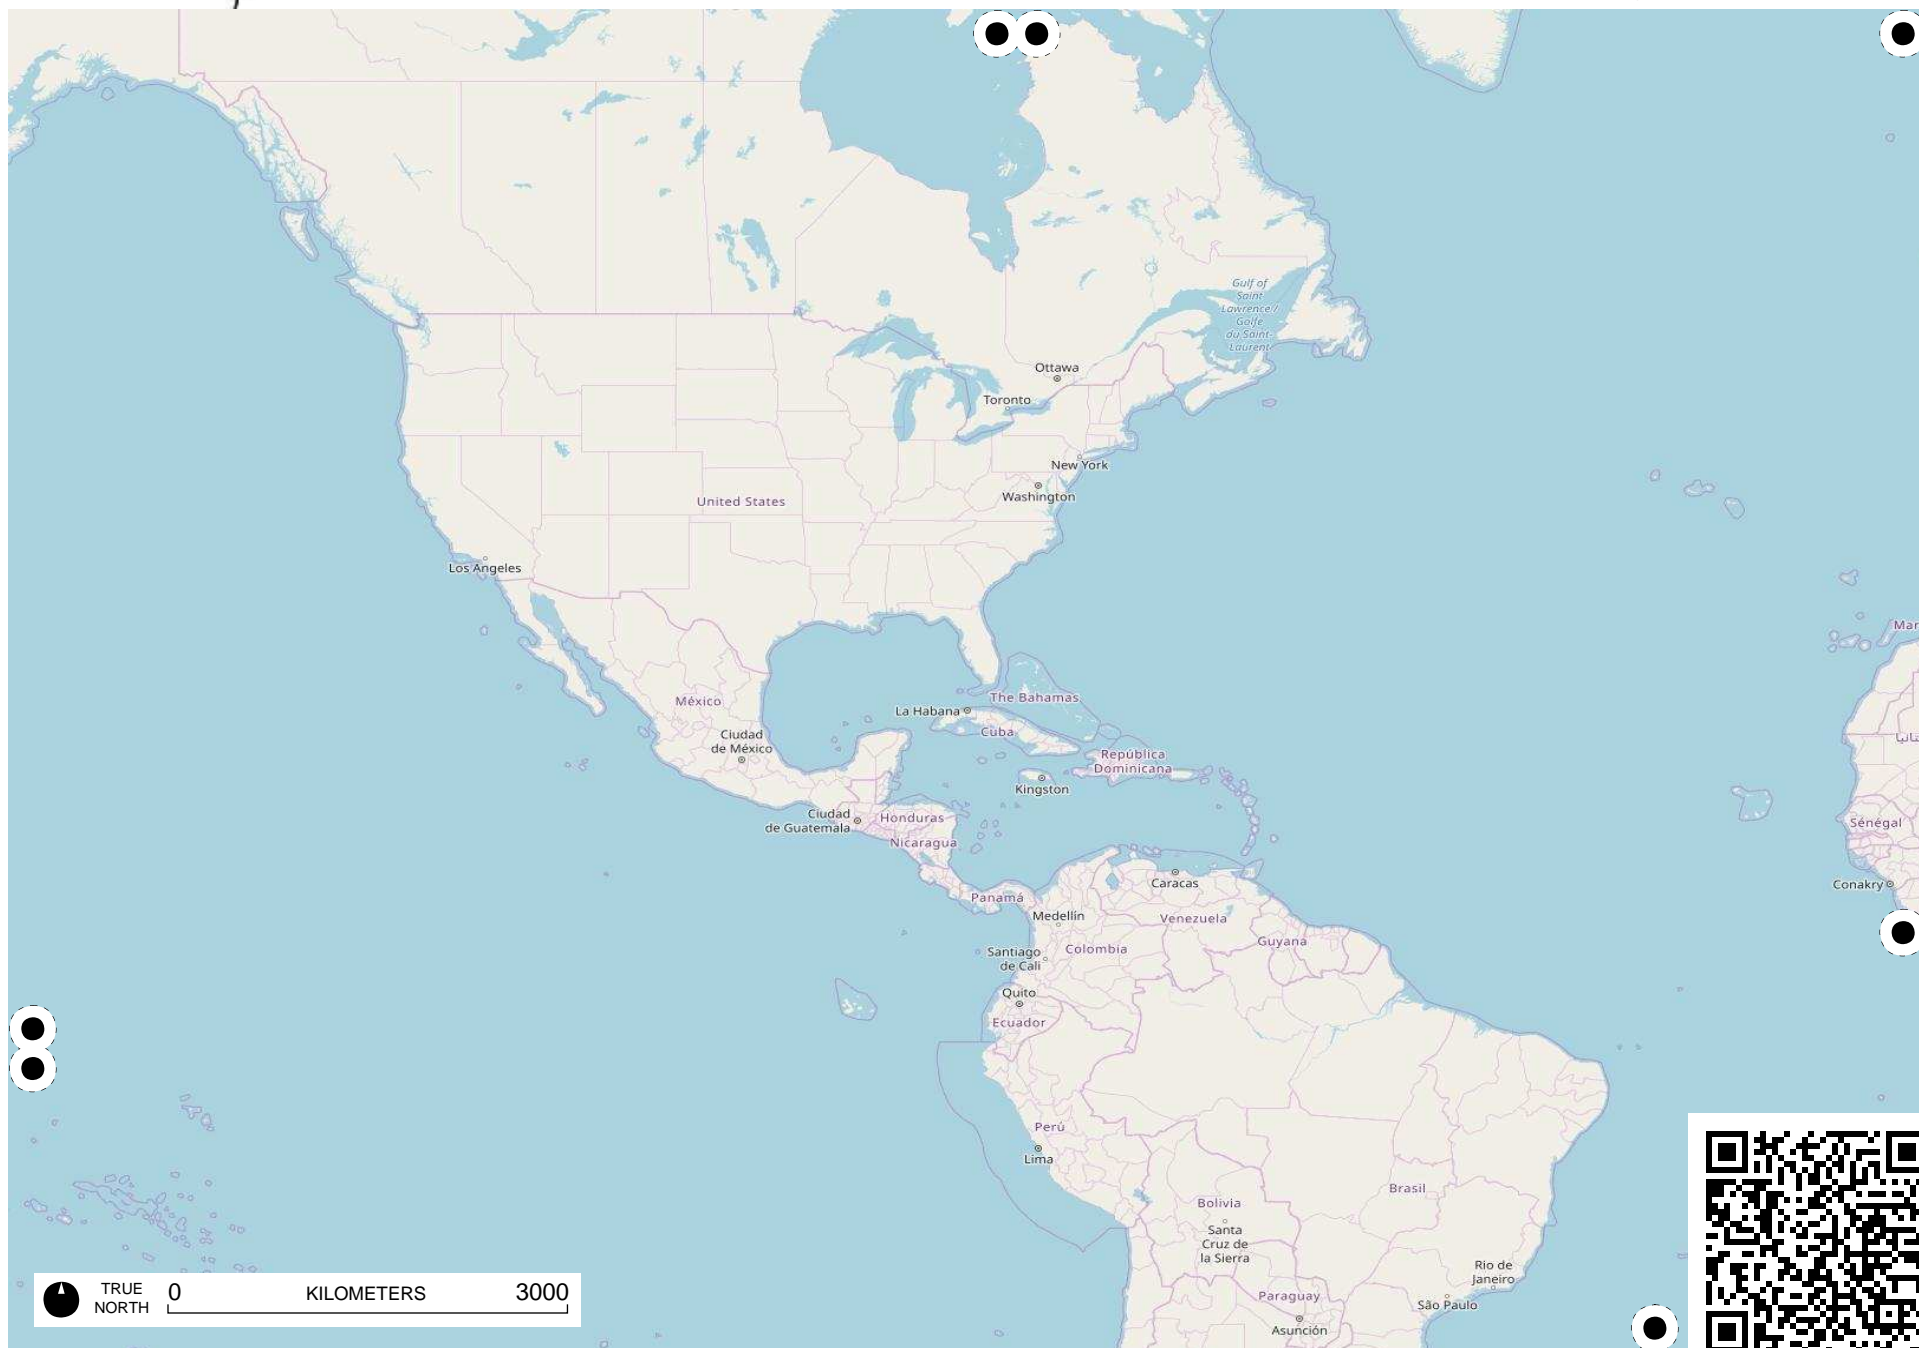 Gulf of
Saint
Lawrence /
Golfe
du Saint-
Laurent
Ottawa
Toronto
New York
Washington
United States
Los Angeles
México
Ciudad
de México
La Habana
The Bahamas
Cuba
República
Dominicana
Kingston
Ciudad
de Guatemala
Honduras
Nicaragua
Sénégal
Conakry
Caracas
Panamá
Medellín
Venezuela
Guyana
Santiago
de Cali
Colombia
Quito
Ecuador
Perú
Lima
Brasil
Bolivia
Santa
Cruz de
la Sierra
Rio de
Janeiro
São Paulo
Paraguay
Asunción
TRUE
NORTH
0 KILOMETERS 3000